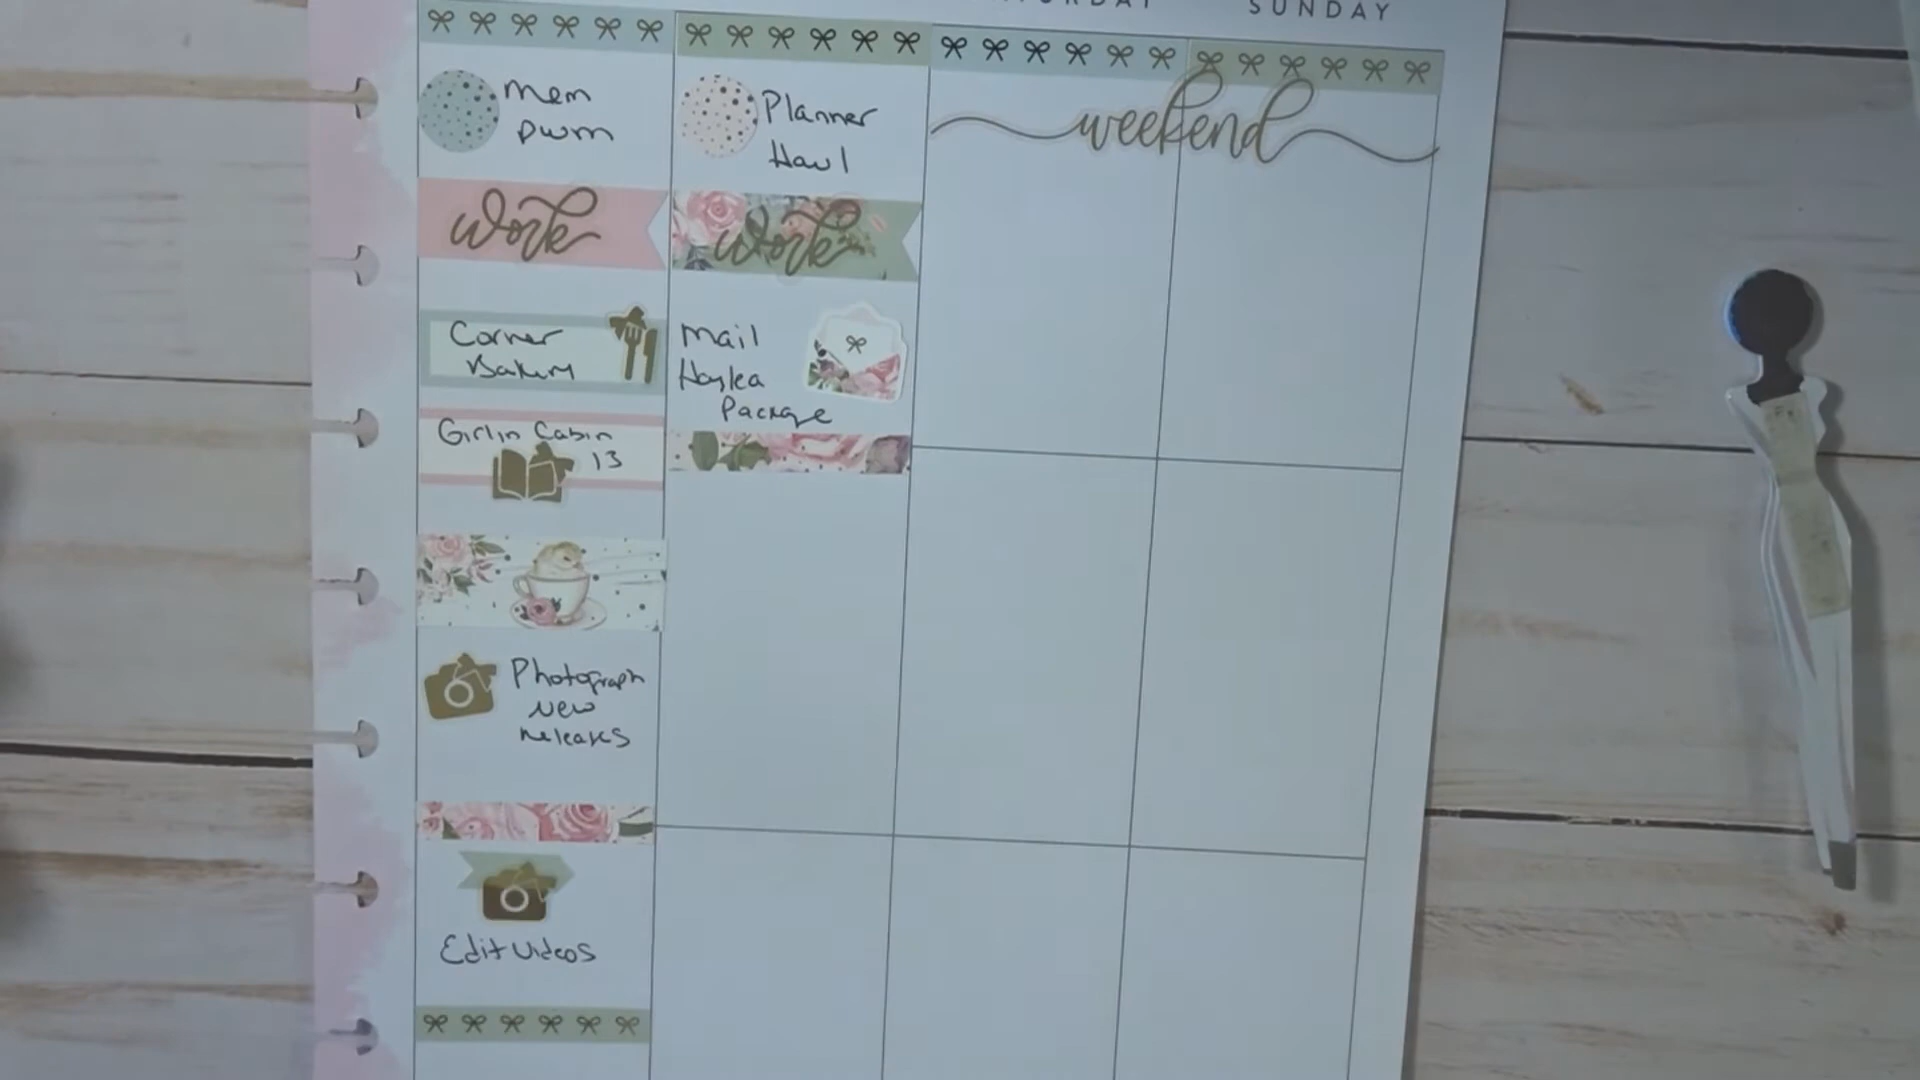 SUNDAY
mem
pwm
Planner
Haul
weekend
work
work
Corner
Bakery
Mail
Haylea
Package
Girl in Cabin
13
Photograph
New
releases
Edit Videos